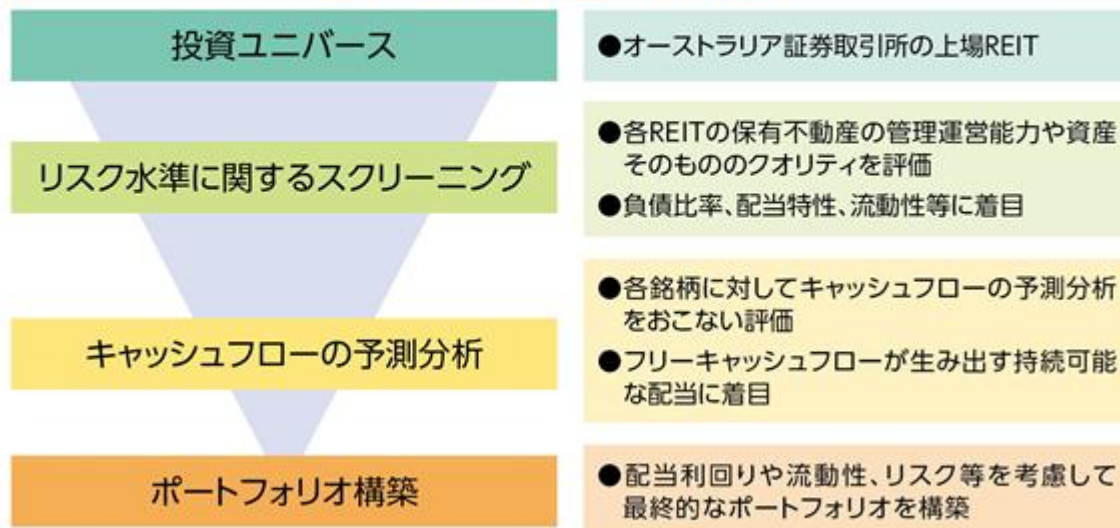 投資ユニバース
●オーストラリア証券取引所の上場REIT
リスク水準に関するスクリーニング
●各REITの保有不動産の管理運営能力や資産
そのもののクオリティを評価
●負債比率、配当特性、流動性等に着目
キャッシュフローの予測分析
●各銘柄に対してキャッシュフローの予測分析
をおこない評価
●フリーキャッシュフローが生み出す持続可能
な配当に着目
ポートフォリオ構築
●配当利回りや流動性、リスク等を考慮して
最終的なポートフォリオを構築